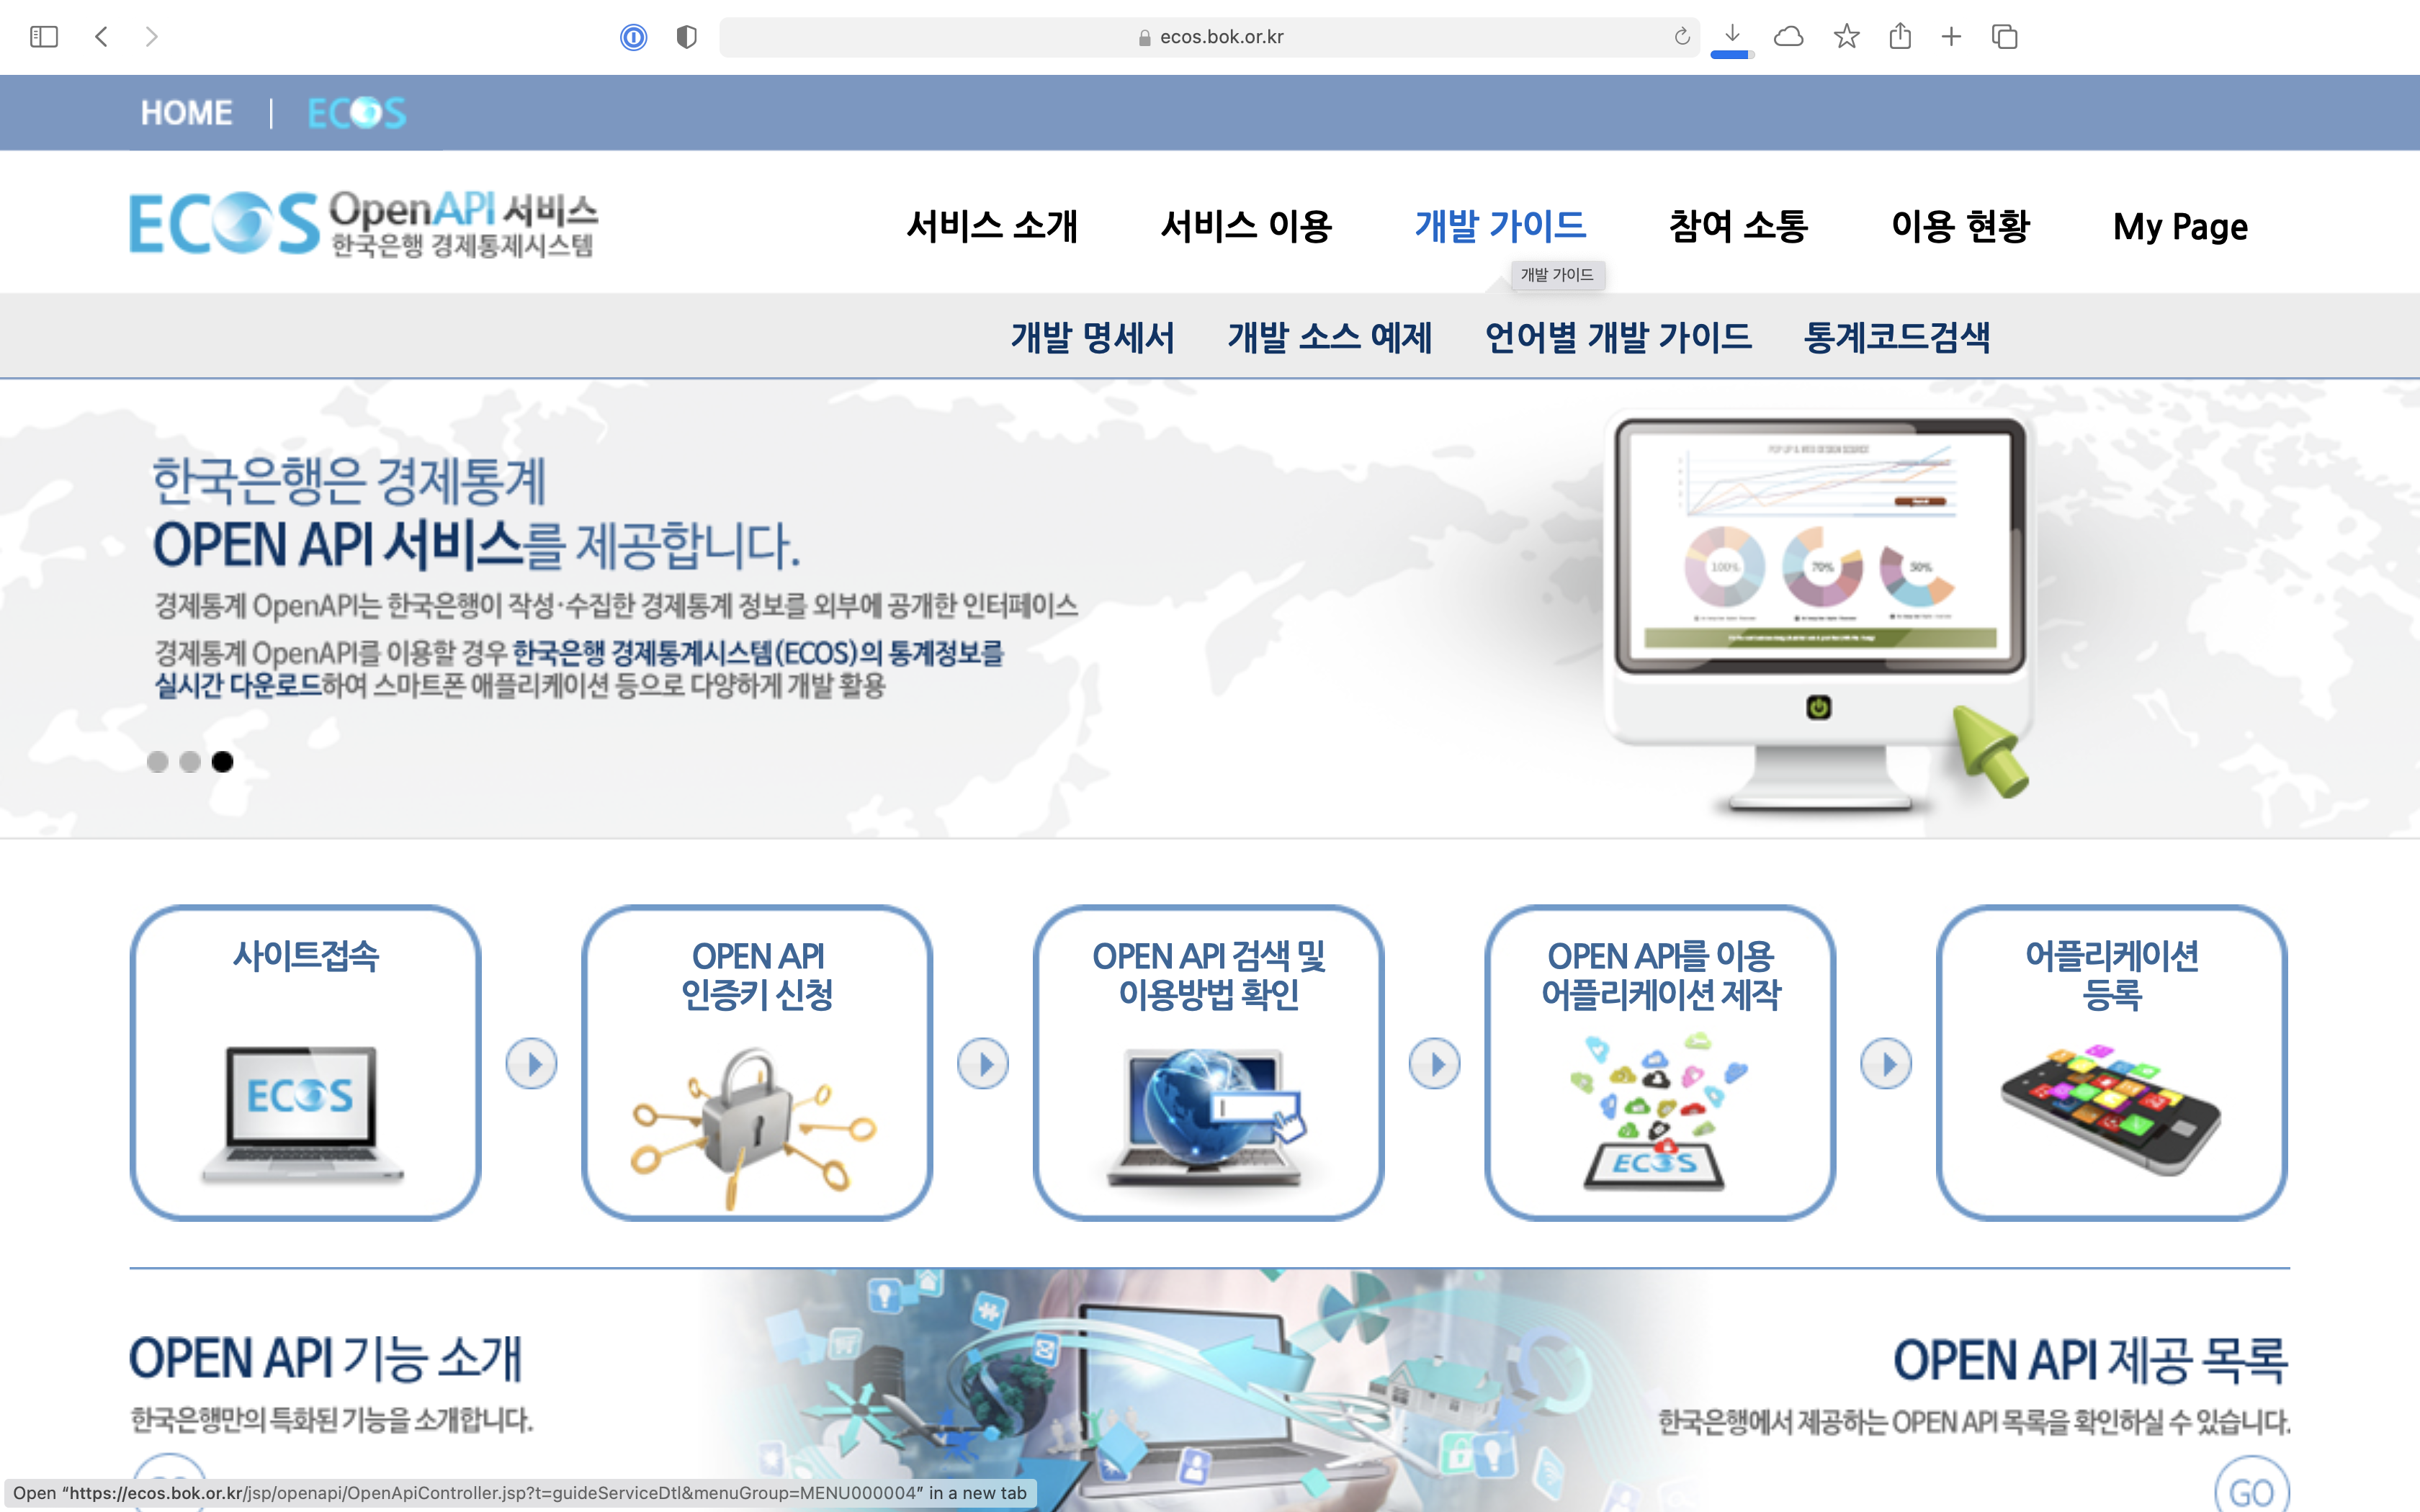 ecos.bok.or.kr
HOME | ECOS
ECOS OpenAPI 서비스
한국은행 경제통제시스템
서비스 소개 서비스 이용 개발 가이드 참여 소통 이용 현황 My Page
개발 가이드
개발 명세서 개발 소스 예제 언어별 개발 가이드 통계코드검색
한국은행은 경제통계
OPEN API 서비스를 제공합니다.
경제통계 OpenAPI는 한국은행이 작성·수집한 경제통계 정보를 외부에 공개한 인터페이스
경제통계 OpenAPI를 이용할 경우 한국은행 경제통계시스템(ECOS)의 통계정보를
실시간 다운로드하여 스마트폰 애플리케이션 등으로 다양하게 개발 활용
POP UP & WEB DESIGN SOURCE
100% 70% 50%
사이트접속
ECOS
OPEN API
인증키 신청
OPEN API 검색 및
이용방법 확인
OPEN API를 이용
어플리케이션 제작
ECOS
어플리케이션
등록
OPEN API 기능 소개
한국은행만의 특화된 기능을 소개합니다.
OPEN API 제공 목록
한국은행에서 제공하는 OPEN API 목록을 확인하실 수 있습니다.
GO
Open “https://ecos.bok.or.kr/jsp/openapi/OpenApiController.jsp?t=guideServiceDtl&menuGroup=MENU000004” in a new tab